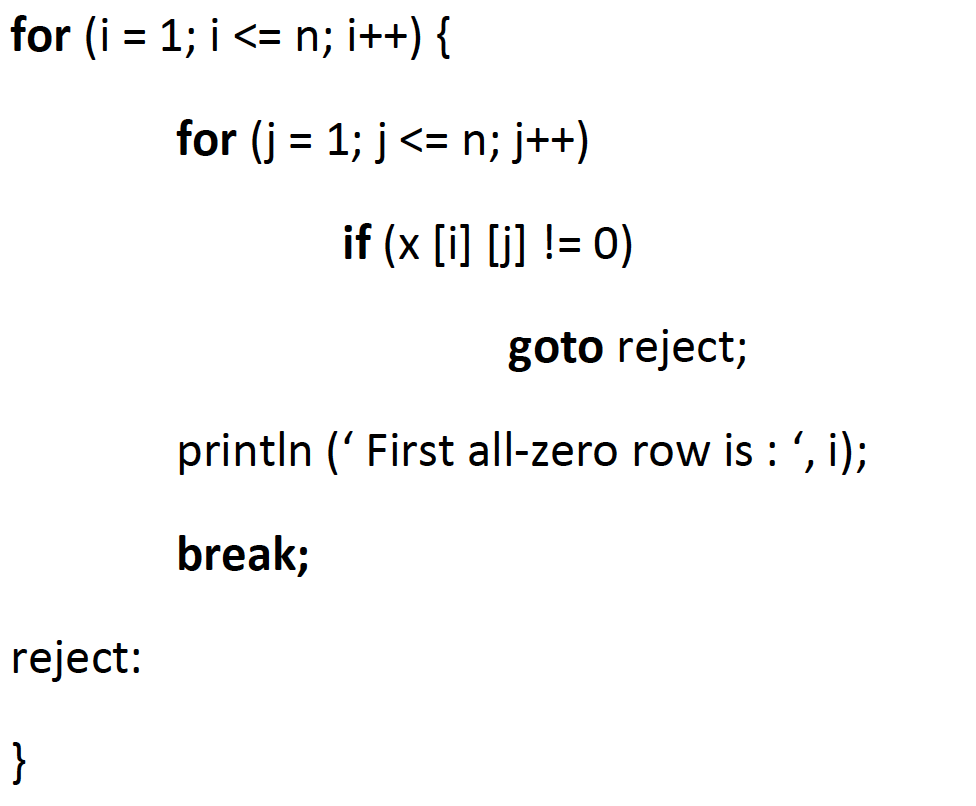 for (i = 1; i <= n; i++) {
for (j = 1; j <= n; j++)
if (x [i] [j] != 0)
goto reject;
println (‘ First all-zero row is : ‘, i);
break;
reject:
}